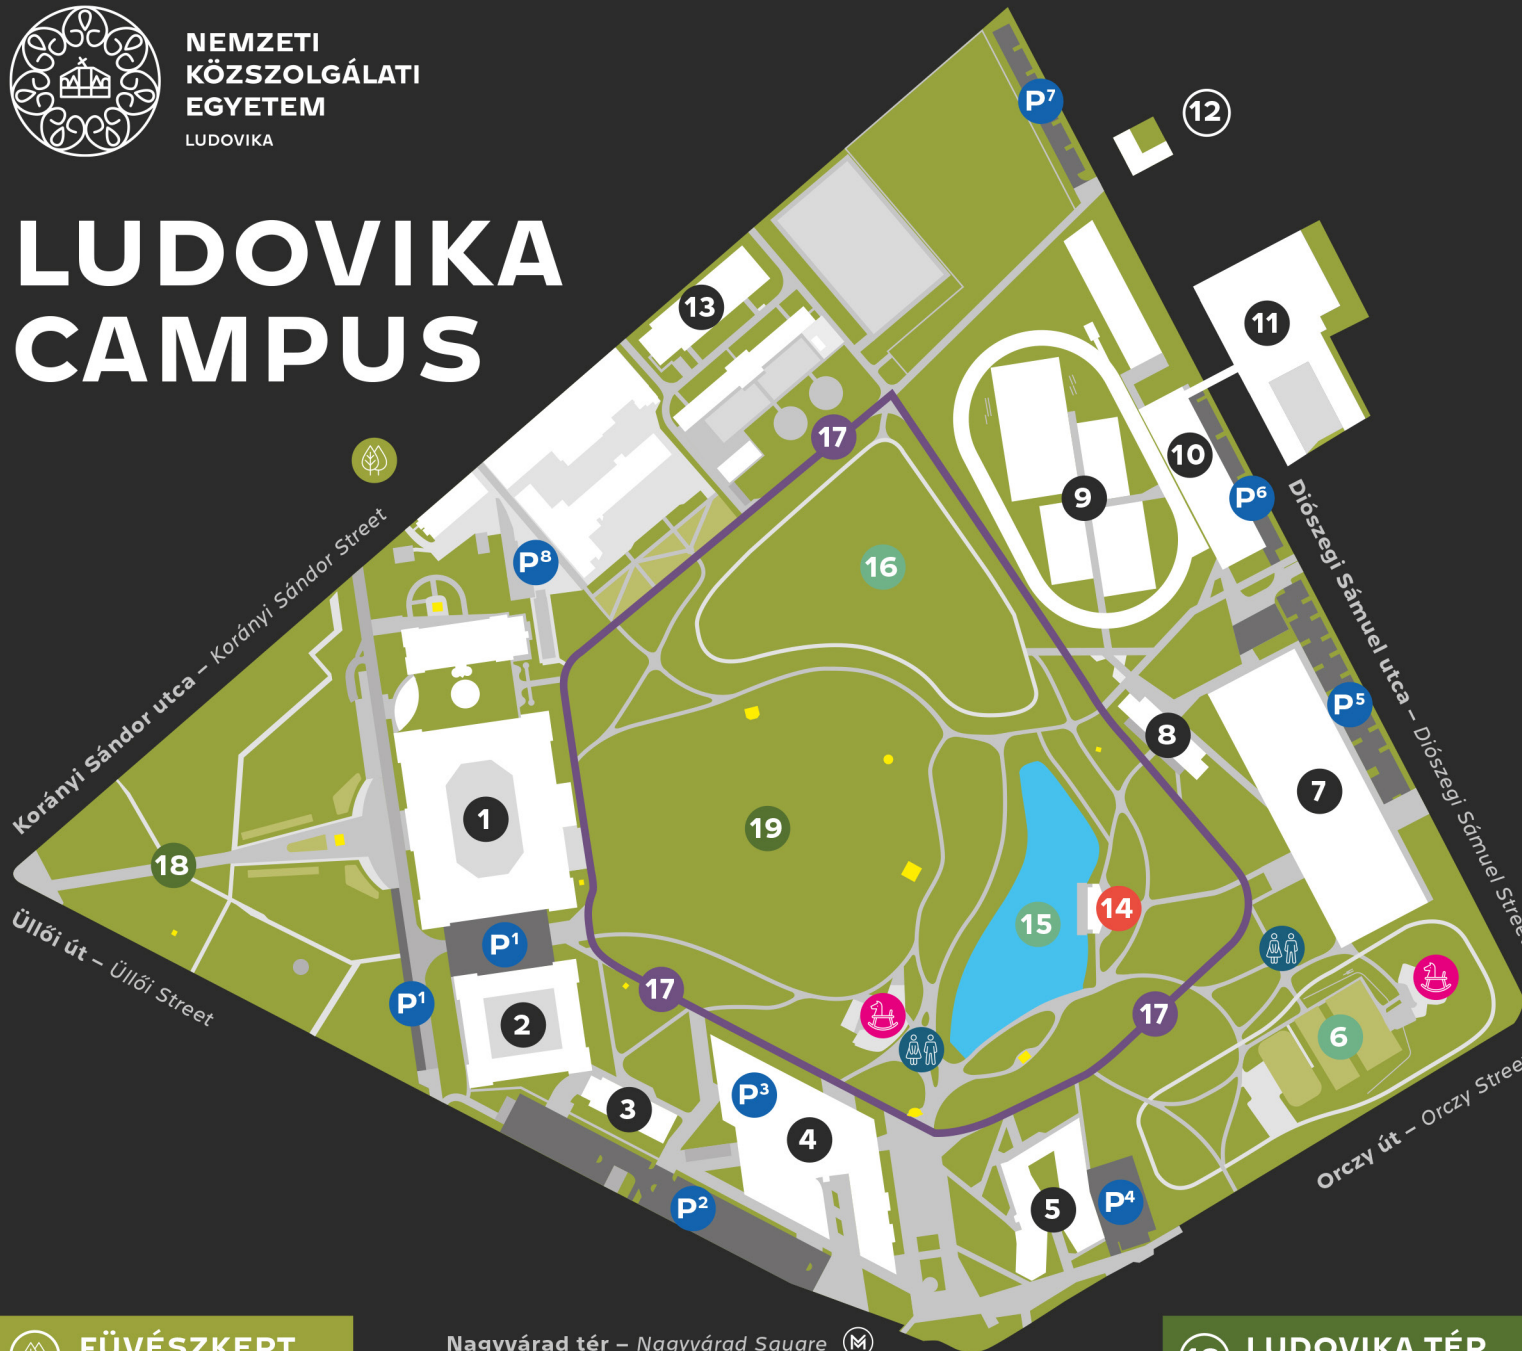 NEMZETI
KÖZSZOLGÁLATI
EGYETEM
LUDOVIKA
LUDOVIKA
CAMPUS
P7
12
13
11
17
10
9
P6
Korányi Sándor utca – Korányi Sándor Street
P8
16
Diószegi Sámuel utca – Diószegi Sámuel Street
P5
8
7
1
19
18
14
15
Üllői út – Üllői Street
P1
P1
17
17
2
6
P3
3
4
Orczy út – Orczy Street
P2
5
P4
FÜVÉSZKERT
Nagyvárad tér – Nagyvárad Square M
LUDOVIKA TÉR